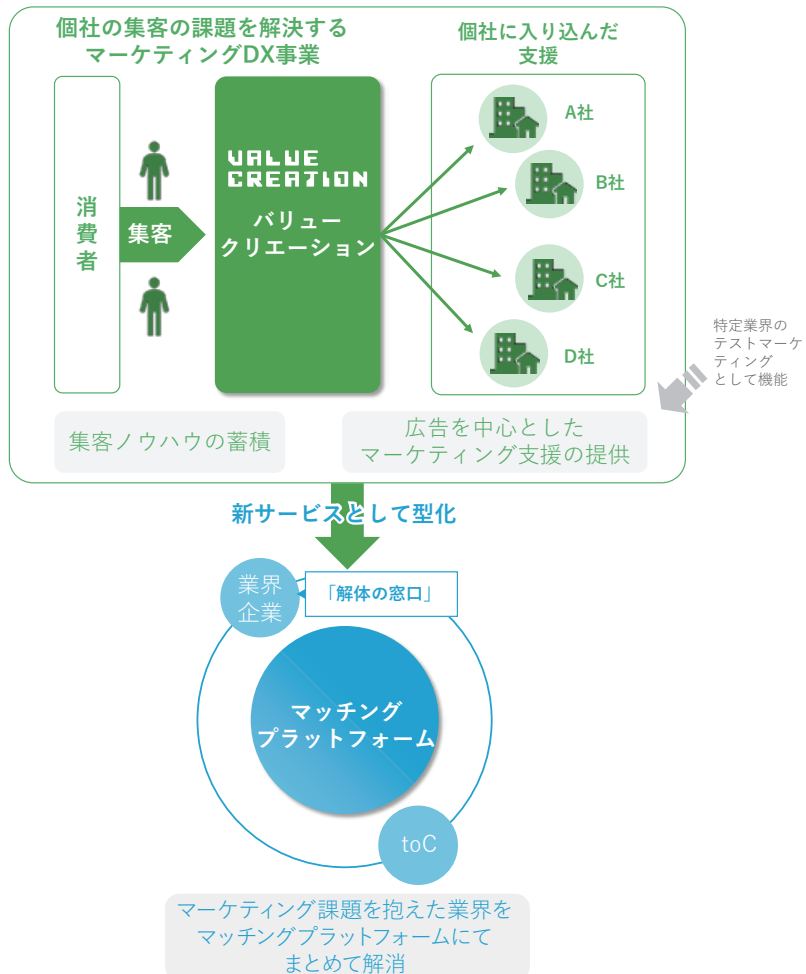 個社の集客の課題を解決する
マーケティングDX事業
個社に入り込んだ
支援
消費者
集客
VALUE
CREATION
バリュー
クリエーション
A社
B社
C社
D社
特定業界の
テストマーケ
ティング
として機能
集客ノウハウの蓄積
広告を中心とした
マーケティング支援の提供
新サービスとして型化
業界
企業
「解体の窓口」
マッチング
プラットフォーム
toC
マーケティング課題を抱えた業界を
マッチングプラットフォームにて
まとめて解消